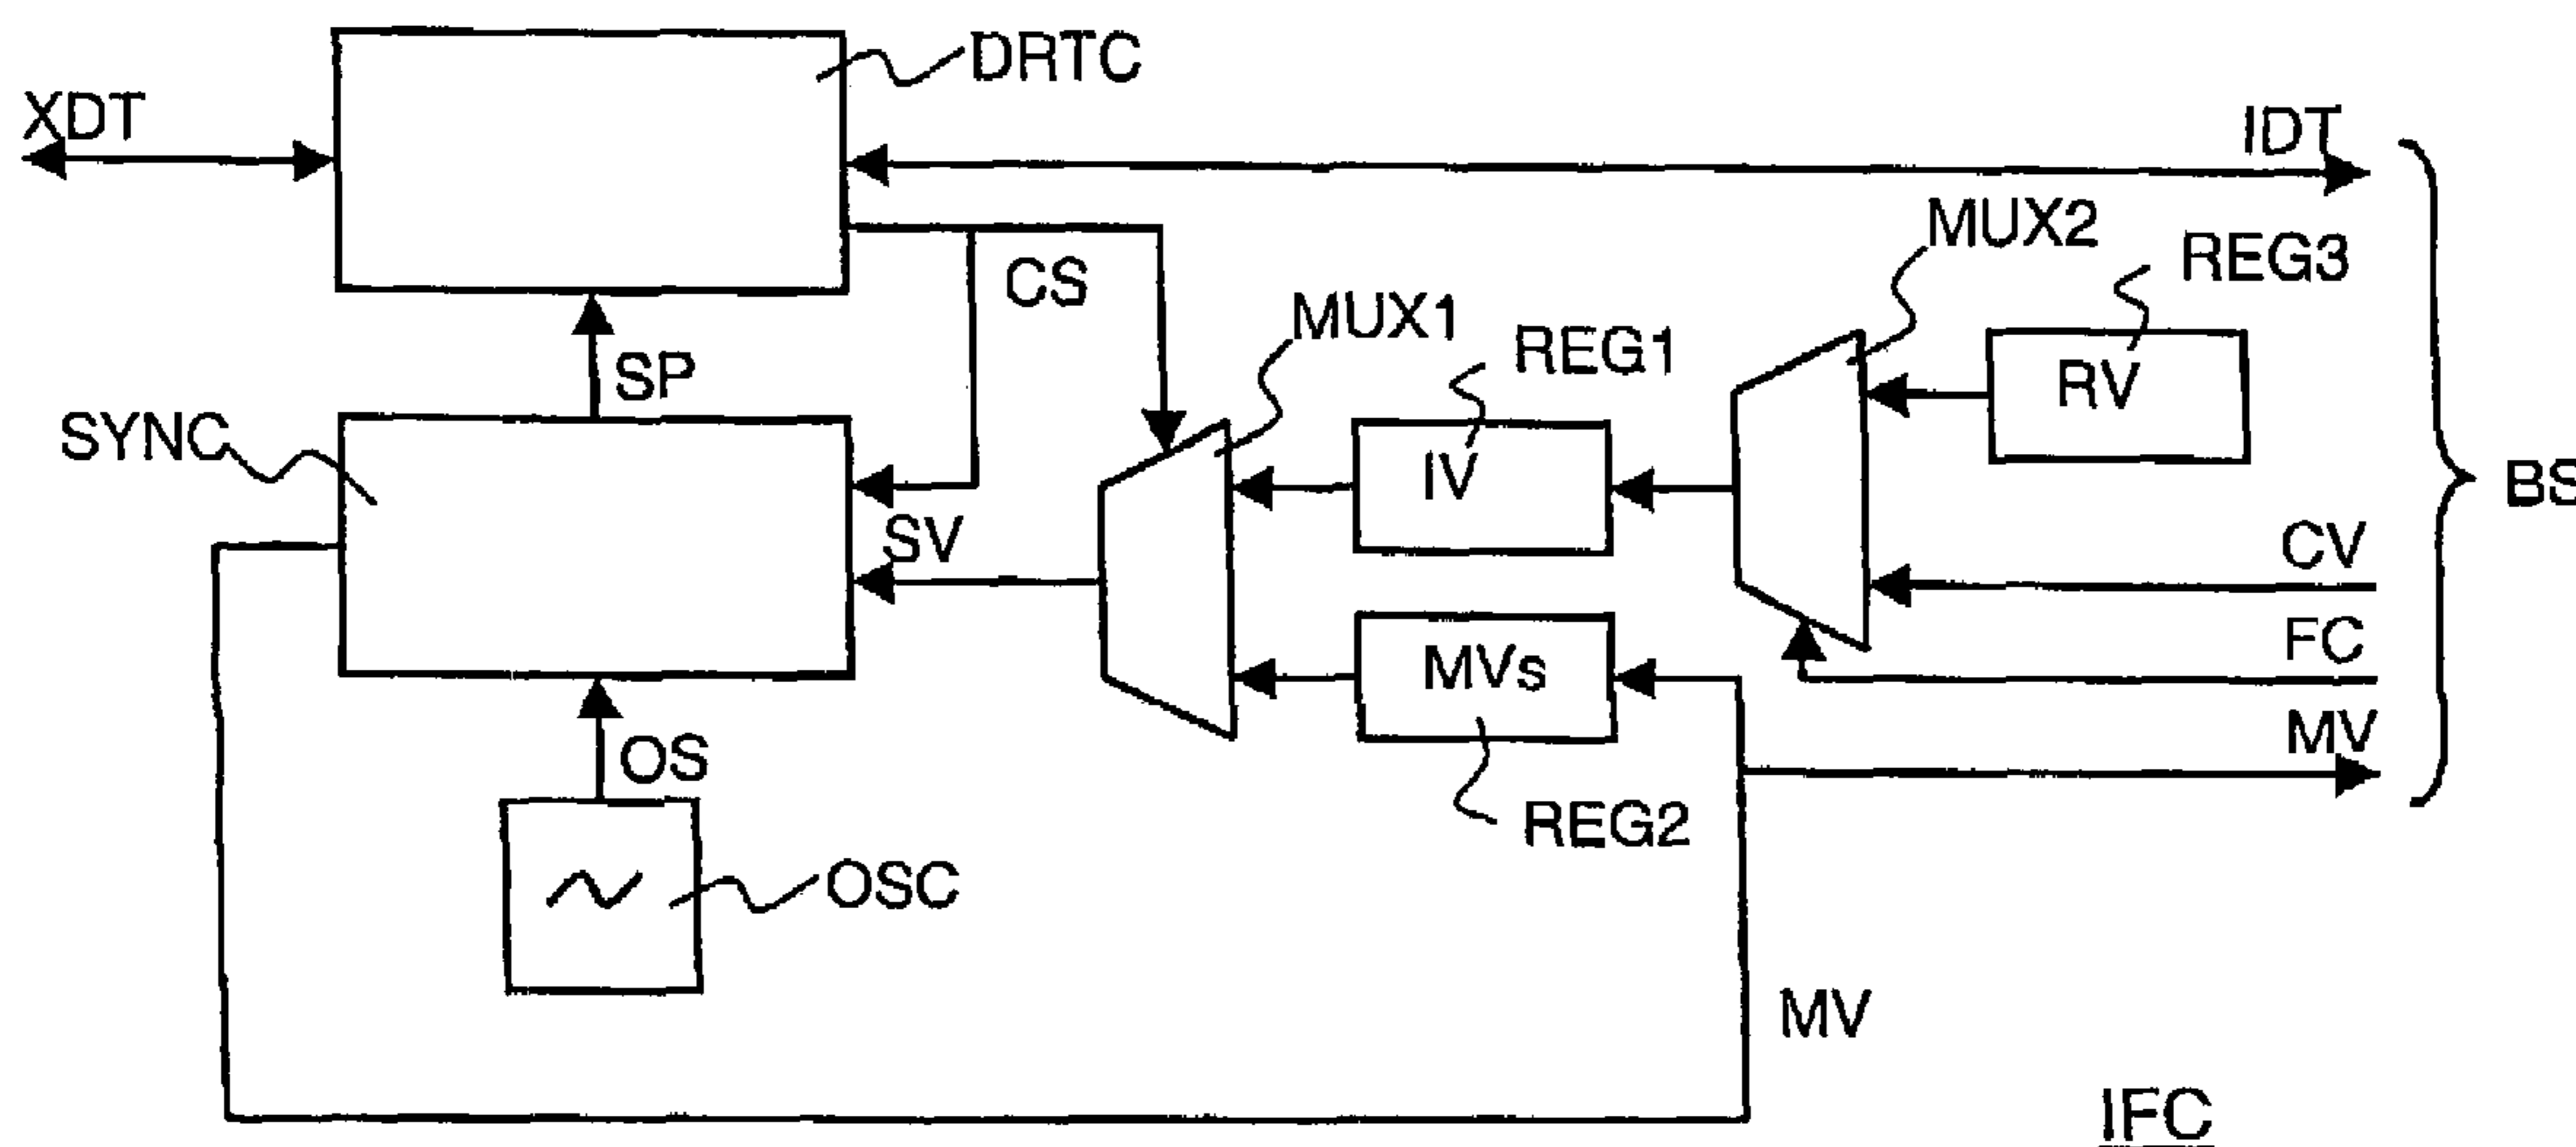 DRTC
XDT
IDT
MUX2
REG3
CS
MUX1
REG1
SP
RV
SYNC
IV
BS
SV
CV
FC
MVs
MV
OS
REG2
OSC
MV
IFC